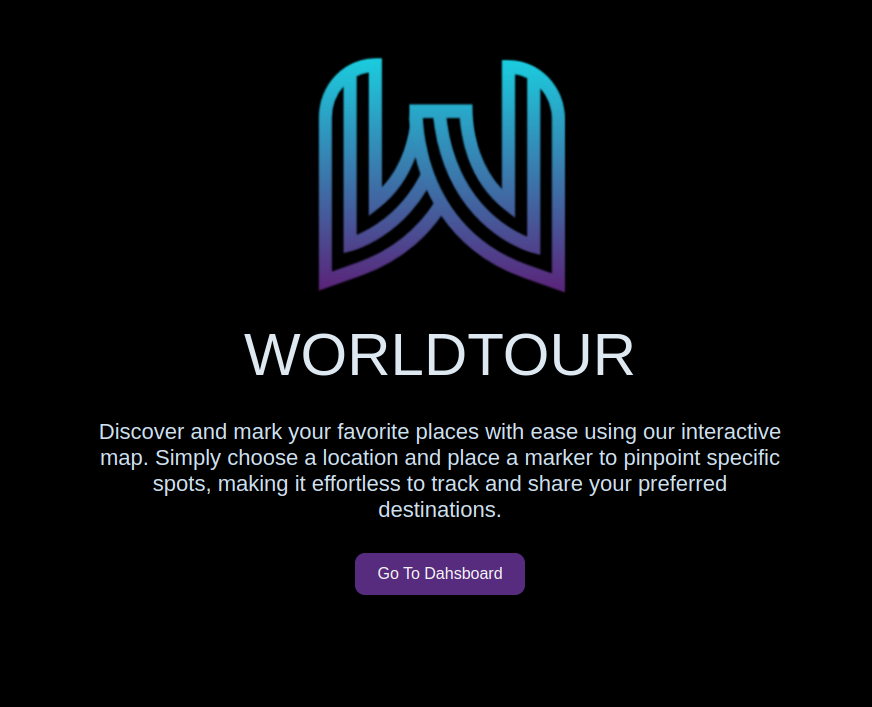 WORLDTOUR
Discover and mark your favorite places with ease using our interactive
map. Simply choose a location and place a marker to pinpoint specific
spots, making it effortless to track and share your preferred
destinations.
Go To Dahsboard